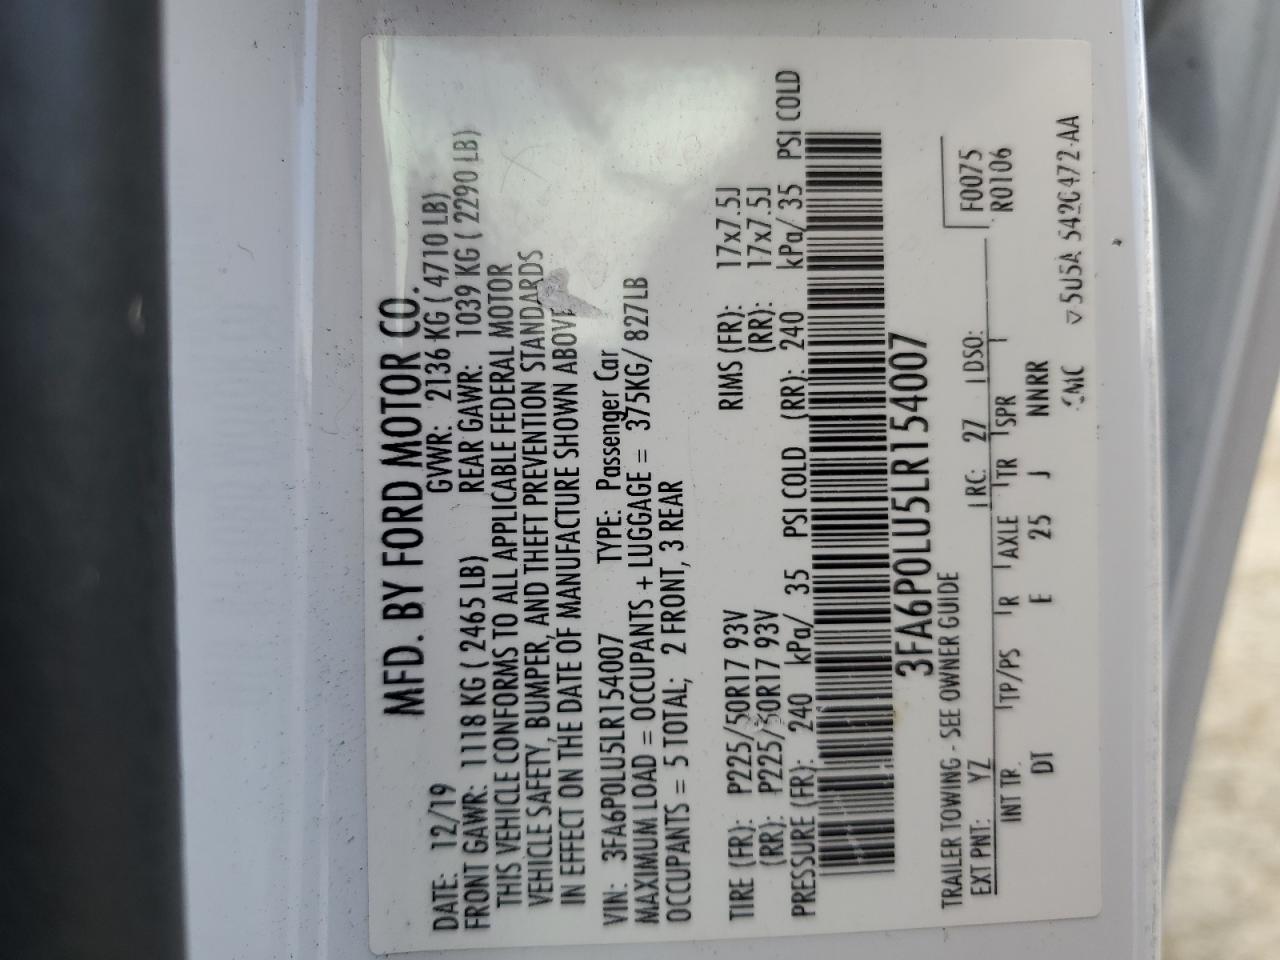 MFD. BY FORD MOTOR CO.
DATE: 12/19 GVWR: 2136 KG ( 4710 LB)
FRONT GAWR: 1118 KG ( 2465 LB) REAR GAWR: 1039 KG ( 2290 LB)
THIS VEHICLE CONFORMS TO ALL APPLICABLE FEDERAL MOTOR
VEHICLE SAFETY, BUMPER, AND THEFT PREVENTION STANDARDS
IN EFFECT ON THE DATE OF MANUFACTURE SHOWN ABOVE
VIN: 3FA6P0LU5LR154007 TYPE: Passenger Car
MAXIMUM LOAD = OCCUPANTS + LUGGAGE = 375KG/ 827LB
OCCUPANTS = 5 TOTAL; 2 FRONT, 3 REAR
TIRE (FR): P225/50R17 93V RIMS (FR): 17x7.5J
(RR): P225/50R17 93V (RR): 17x7.5J
PRESSURE (FR): 240 kPa/ 35 PSI COLD (RR): 240 kPa/ 35 PSI COLD
3FA6P0LU5LR154007
TRAILER TOWING - SEE OWNER GUIDE
EXT PNT: YZ RC: 27 DSO: F0075
INT TR TP/PS R AXLE TR SPR R0106
DT E 25 J NNRR
5U5A 5420472-AA